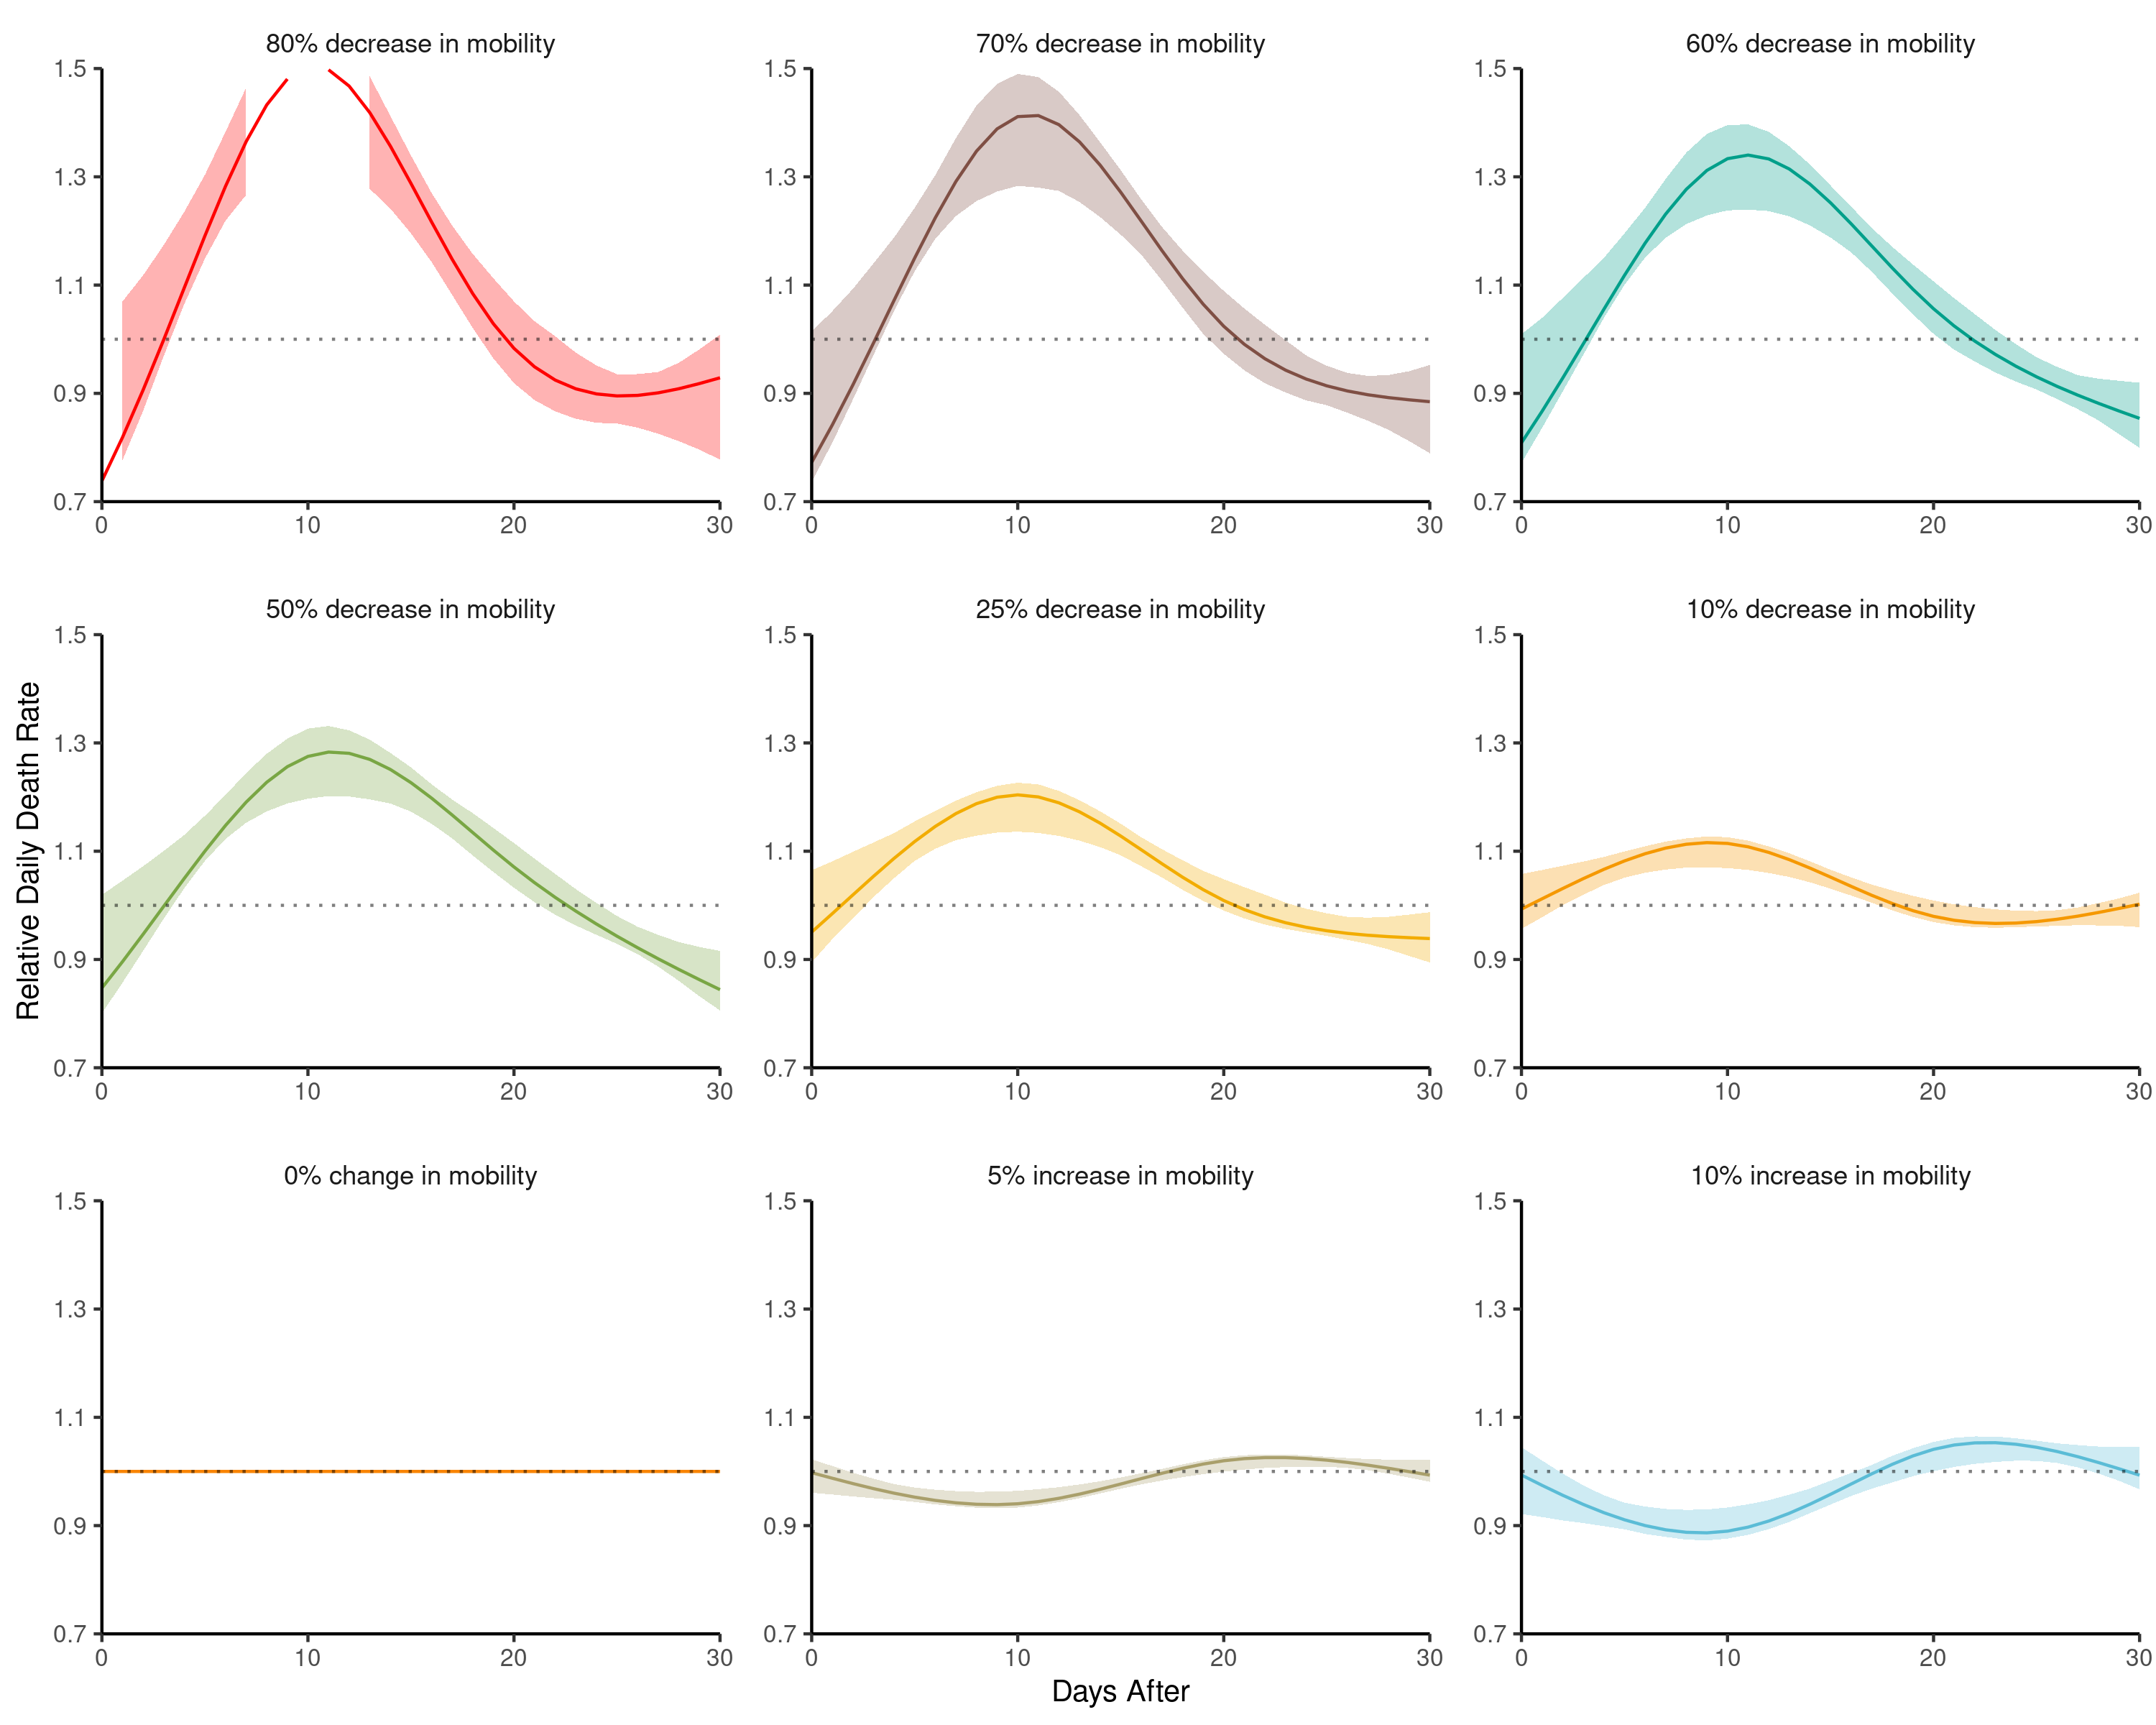 80% decrease in mobility
70% decrease in mobility
60% decrease in mobility
1.5
1.3
1.1
0.9
0.7
0 10 20 30
1.5
1.3
1.1
0.9
0.7
0 10 20 30
1.5
1.3
1.1
0.9
0.7
0 10 20 30
Relative Daily Death Rate
50% decrease in mobility
25% decrease in mobility
10% decrease in mobility
1.5
1.3
1.1
0.9
0.7
0 10 20 30
1.5
1.3
1.1
0.9
0.7
0 10 20 30
1.5
1.3
1.1
0.9
0.7
0 10 20 30
0% change in mobility
5% increase in mobility
10% increase in mobility
1.5
1.3
1.1
0.9
0.7
0 10 20 30
1.5
1.3
1.1
0.9
0.7
0 10 20 30
1.5
1.3
1.1
0.9
0.7
0 10 20 30
Days After